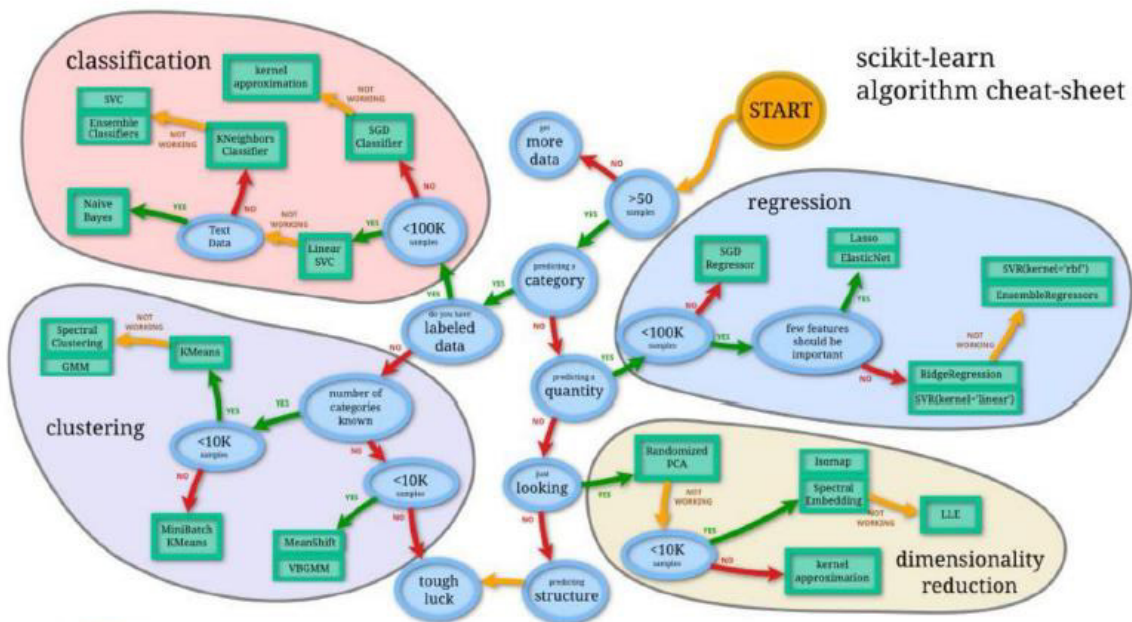 scikit-learn
algorithm cheat-sheet
START
classification
kernel
approximation
NOT
WORKING
SVC
Ensemble
Classifiers
NOT
WORKING
KNeighbors
Classifier
SGD
Classifier
NO
NO
Naive
Bayes
YES
Text
Data
NOT
WORKING
Linear
SVC
YES
<100K
samples
YES
get
more
data
NO
>50
samples
YES
predicting a
category
YES
NO
do you have
labeled
data
NO
predicting a
quantity
YES
NO
just
looking
YES
NO
predicting
structure
tough
luck
regression
SGD
Regressor
NO
<100K
samples
YES
Lasso
ElasticNet
YES
few features
should be
important
NO
SVR(kernel='rbf')
EnsembleRegressors
NOT
WORKING
RidgeRegression
SVR(kernel='linear')
clustering
Spectral
Clustering
GMM
NOT
WORKING
KMeans
YES
<10K
samples
YES
number of
categories
known
NO
NO
MiniBatch
KMeans
<10K
samples
YES
NO
MeanShift
VBGMM
dimensionality
reduction
Randomized
PCA
NOT
WORKING
<10K
samples
YES
NO
Isomap
Spectral
Embedding
NOT
WORKING
LLE
kernel
approximation